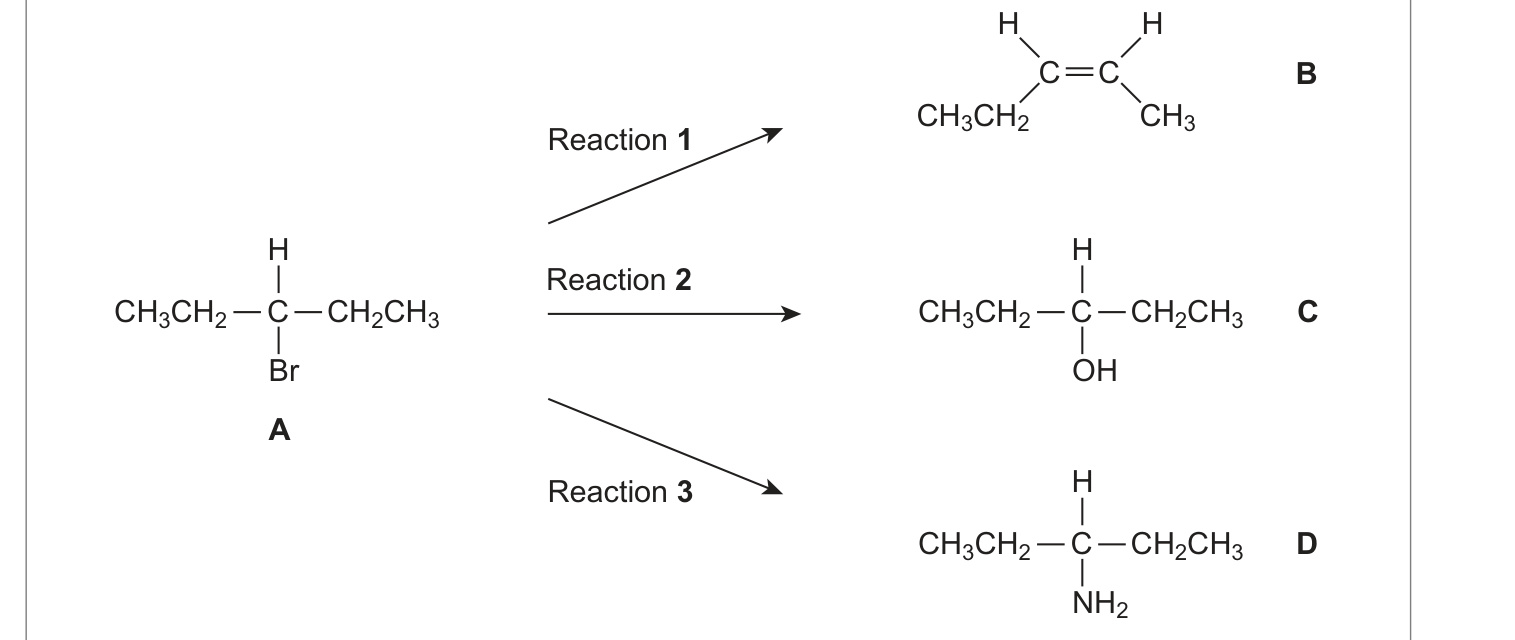 H H
C=C B
CH₃CH₂ CH₃
Reaction 1
H H
Reaction 2
CH₃CH₂—C—CH₂CH₃ CH₃CH₂—C—CH₂CH₃ C
Br OH
A
H
Reaction 3
CH₃CH₂—C—CH₂CH₃ D
NH₂